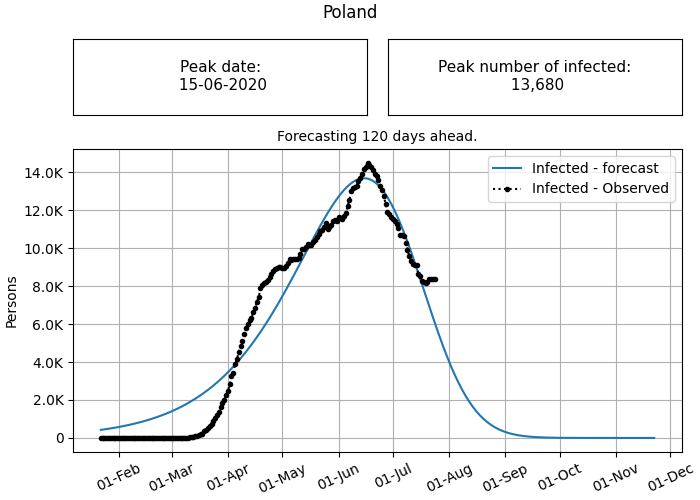 Poland
Peak date:
15-06-2020
Peak number of infected:
13,680
Forecasting 120 days ahead.
Infected - forecast
Infected - Observed
Persons
14.0K
12.0K
10.0K
8.0K
6.0K
4.0K
2.0K
0
01-Feb
01-Mar
01-Apr
01-May
01-Jun
01-Jul
01-Aug
01-Sep
01-Oct
01-Nov
01-Dec